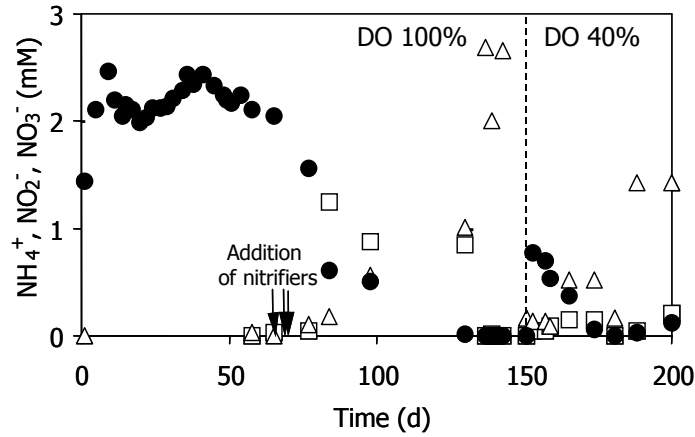 NH₄⁺, NO₂⁻, NO₃⁻ (mM)
3
2
1
0
DO 100%
DO 40%
Addition
of nitrifiers
0
50
100
150
200
Time (d)